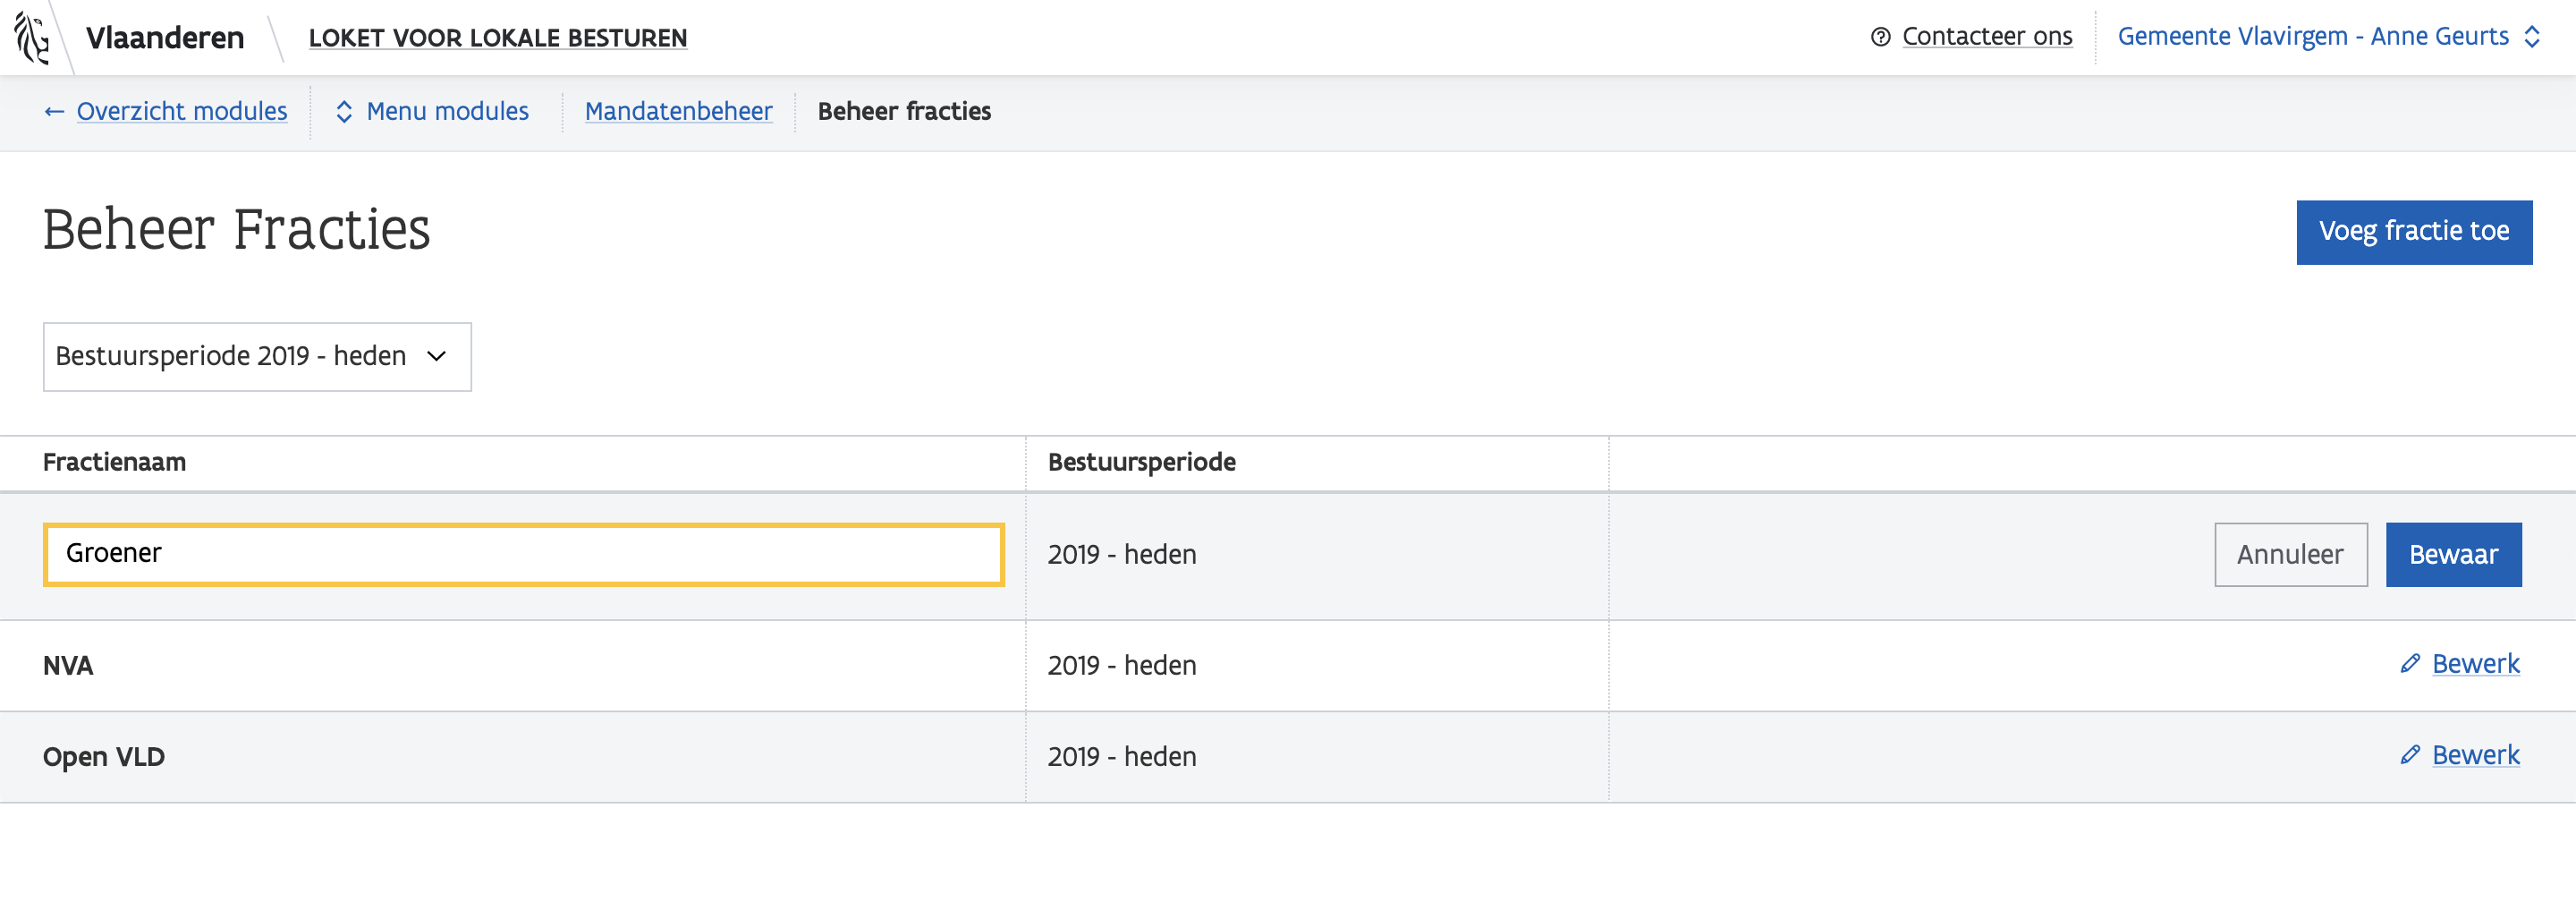 Vlaanderen LOKET VOOR LOKALE BESTUREN Contacteer ons Gemeente Vlavirgem - Anne Geurts
← Overzicht modules Menu modules Mandatenbeheer Beheer fracties
Beheer Fracties Voeg fractie toe
Bestuursperiode 2019 - heden
Fractienaam Bestuursperiode
Groener 2019 - heden Annuleer Bewaar
NVA 2019 - heden Bewerk
Open VLD 2019 - heden Bewerk